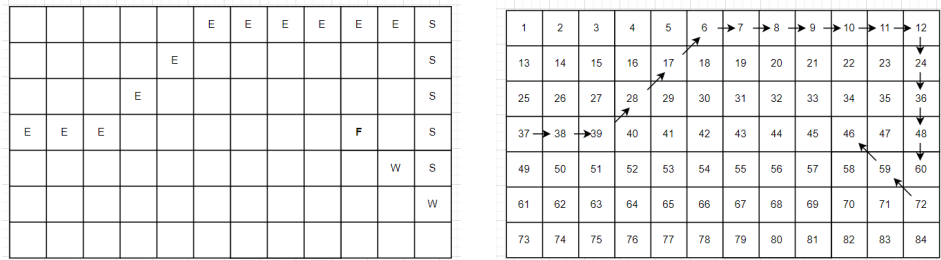 E E E E E E S
E S
E S
E E E F S
W S
W
1 2 3 4 5 6 7 8 9 10 11 12
13 14 15 16 17 18 19 20 21 22 23 24
25 26 27 28 29 30 31 32 33 34 35 36
37 38 39 40 41 42 43 44 45 46 47 48
49 50 51 52 53 54 55 56 57 58 59 60
61 62 63 64 65 66 67 68 69 70 71 72
73 74 75 76 77 78 79 80 81 82 83 84